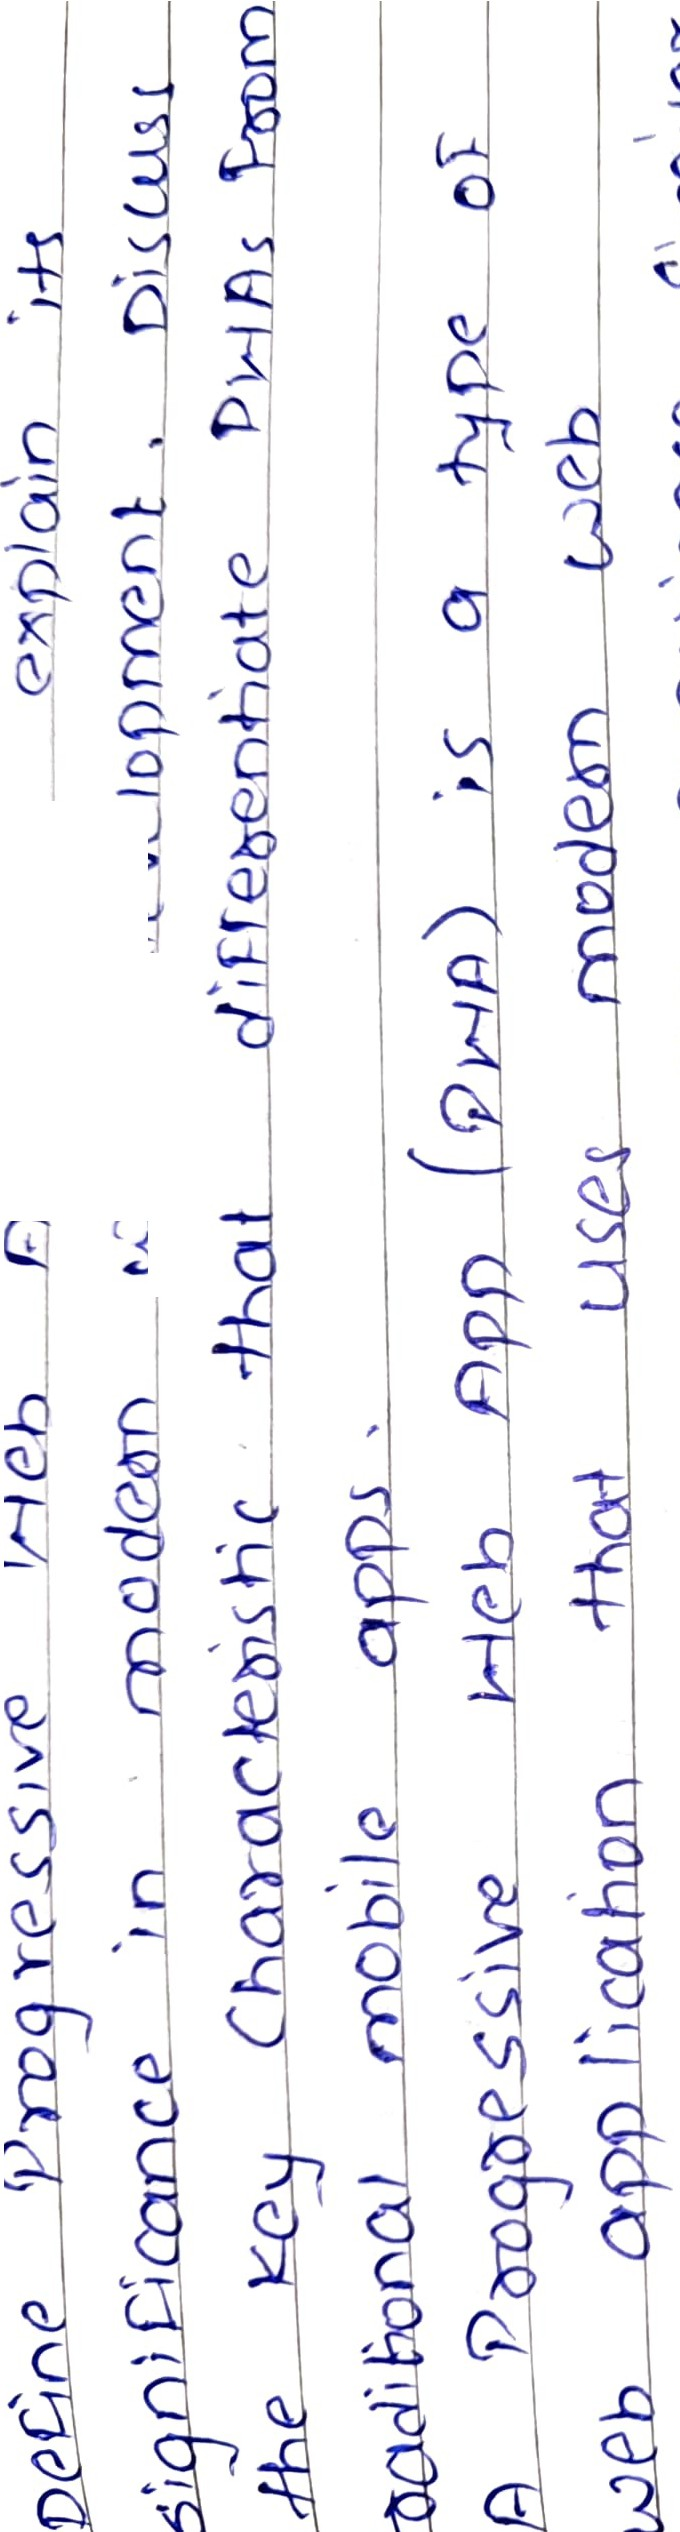 Define Progressive Web explain its
significance in modern Discuss
the key Characteristic that differentiate PWAs from
traditional mobile apps.
A Progressive Web App (PWA) is a type of
web application that uses modern web